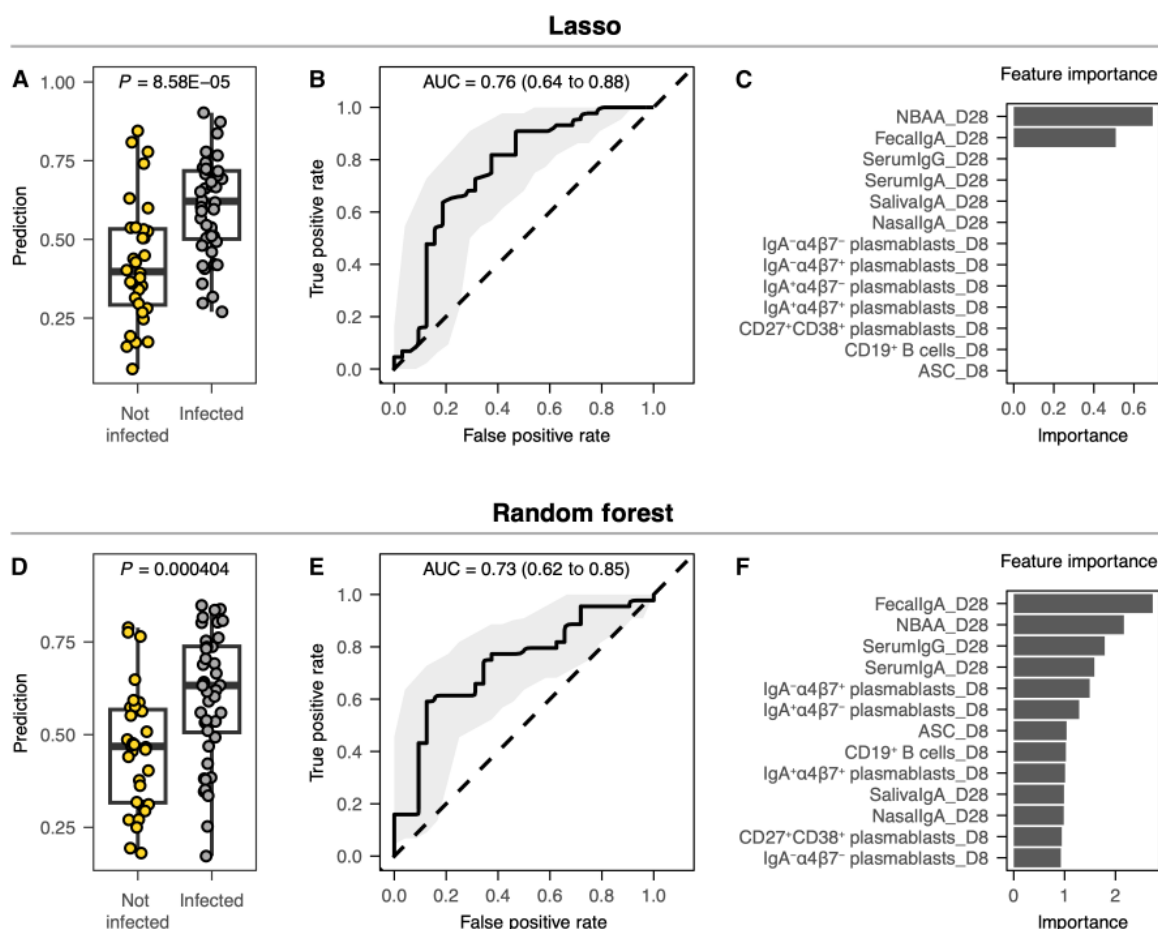 Lasso
A
P = 8.58E–05
1.00
0.75
0.50
0.25
Prediction
Not infected
Infected
B
AUC = 0.76 (0.64 to 0.88)
1.0
0.8
0.6
0.4
0.2
0.0
True positive rate
0.0 0.2 0.4 0.6 0.8 1.0
False positive rate
C
Feature importance
NBAA_D28
FecalIgA_D28
SerumIgG_D28
SerumIgA_D28
SalivaIgA_D28
NasalIgA_D28
IgA⁻α4β7⁻ plasmablasts_D8
IgA⁻α4β7⁺ plasmablasts_D8
IgA⁺α4β7⁻ plasmablasts_D8
IgA⁺α4β7⁺ plasmablasts_D8
CD27⁺CD38⁺ plasmablasts_D8
CD19⁺ B cells_D8
ASC_D8
0.0 0.2 0.4 0.6
Importance
Random forest
D
P = 0.000404
0.75
0.50
0.25
Prediction
Not infected
Infected
E
AUC = 0.73 (0.62 to 0.85)
1.0
0.8
0.6
0.4
0.2
0.0
True positive rate
0.0 0.2 0.4 0.6 0.8 1.0
False positive rate
F
Feature importance
FecalIgA_D28
NBAA_D28
SerumIgG_D28
SerumIgA_D28
IgA⁻α4β7⁺ plasmablasts_D8
IgA⁺α4β7⁻ plasmablasts_D8
ASC_D8
CD19⁺ B cells_D8
IgA⁺α4β7⁺ plasmablasts_D8
SalivaIgA_D28
NasalIgA_D28
CD27⁺CD38⁺ plasmablasts_D8
IgA⁻α4β7⁻ plasmablasts_D8
0 1 2
Importance